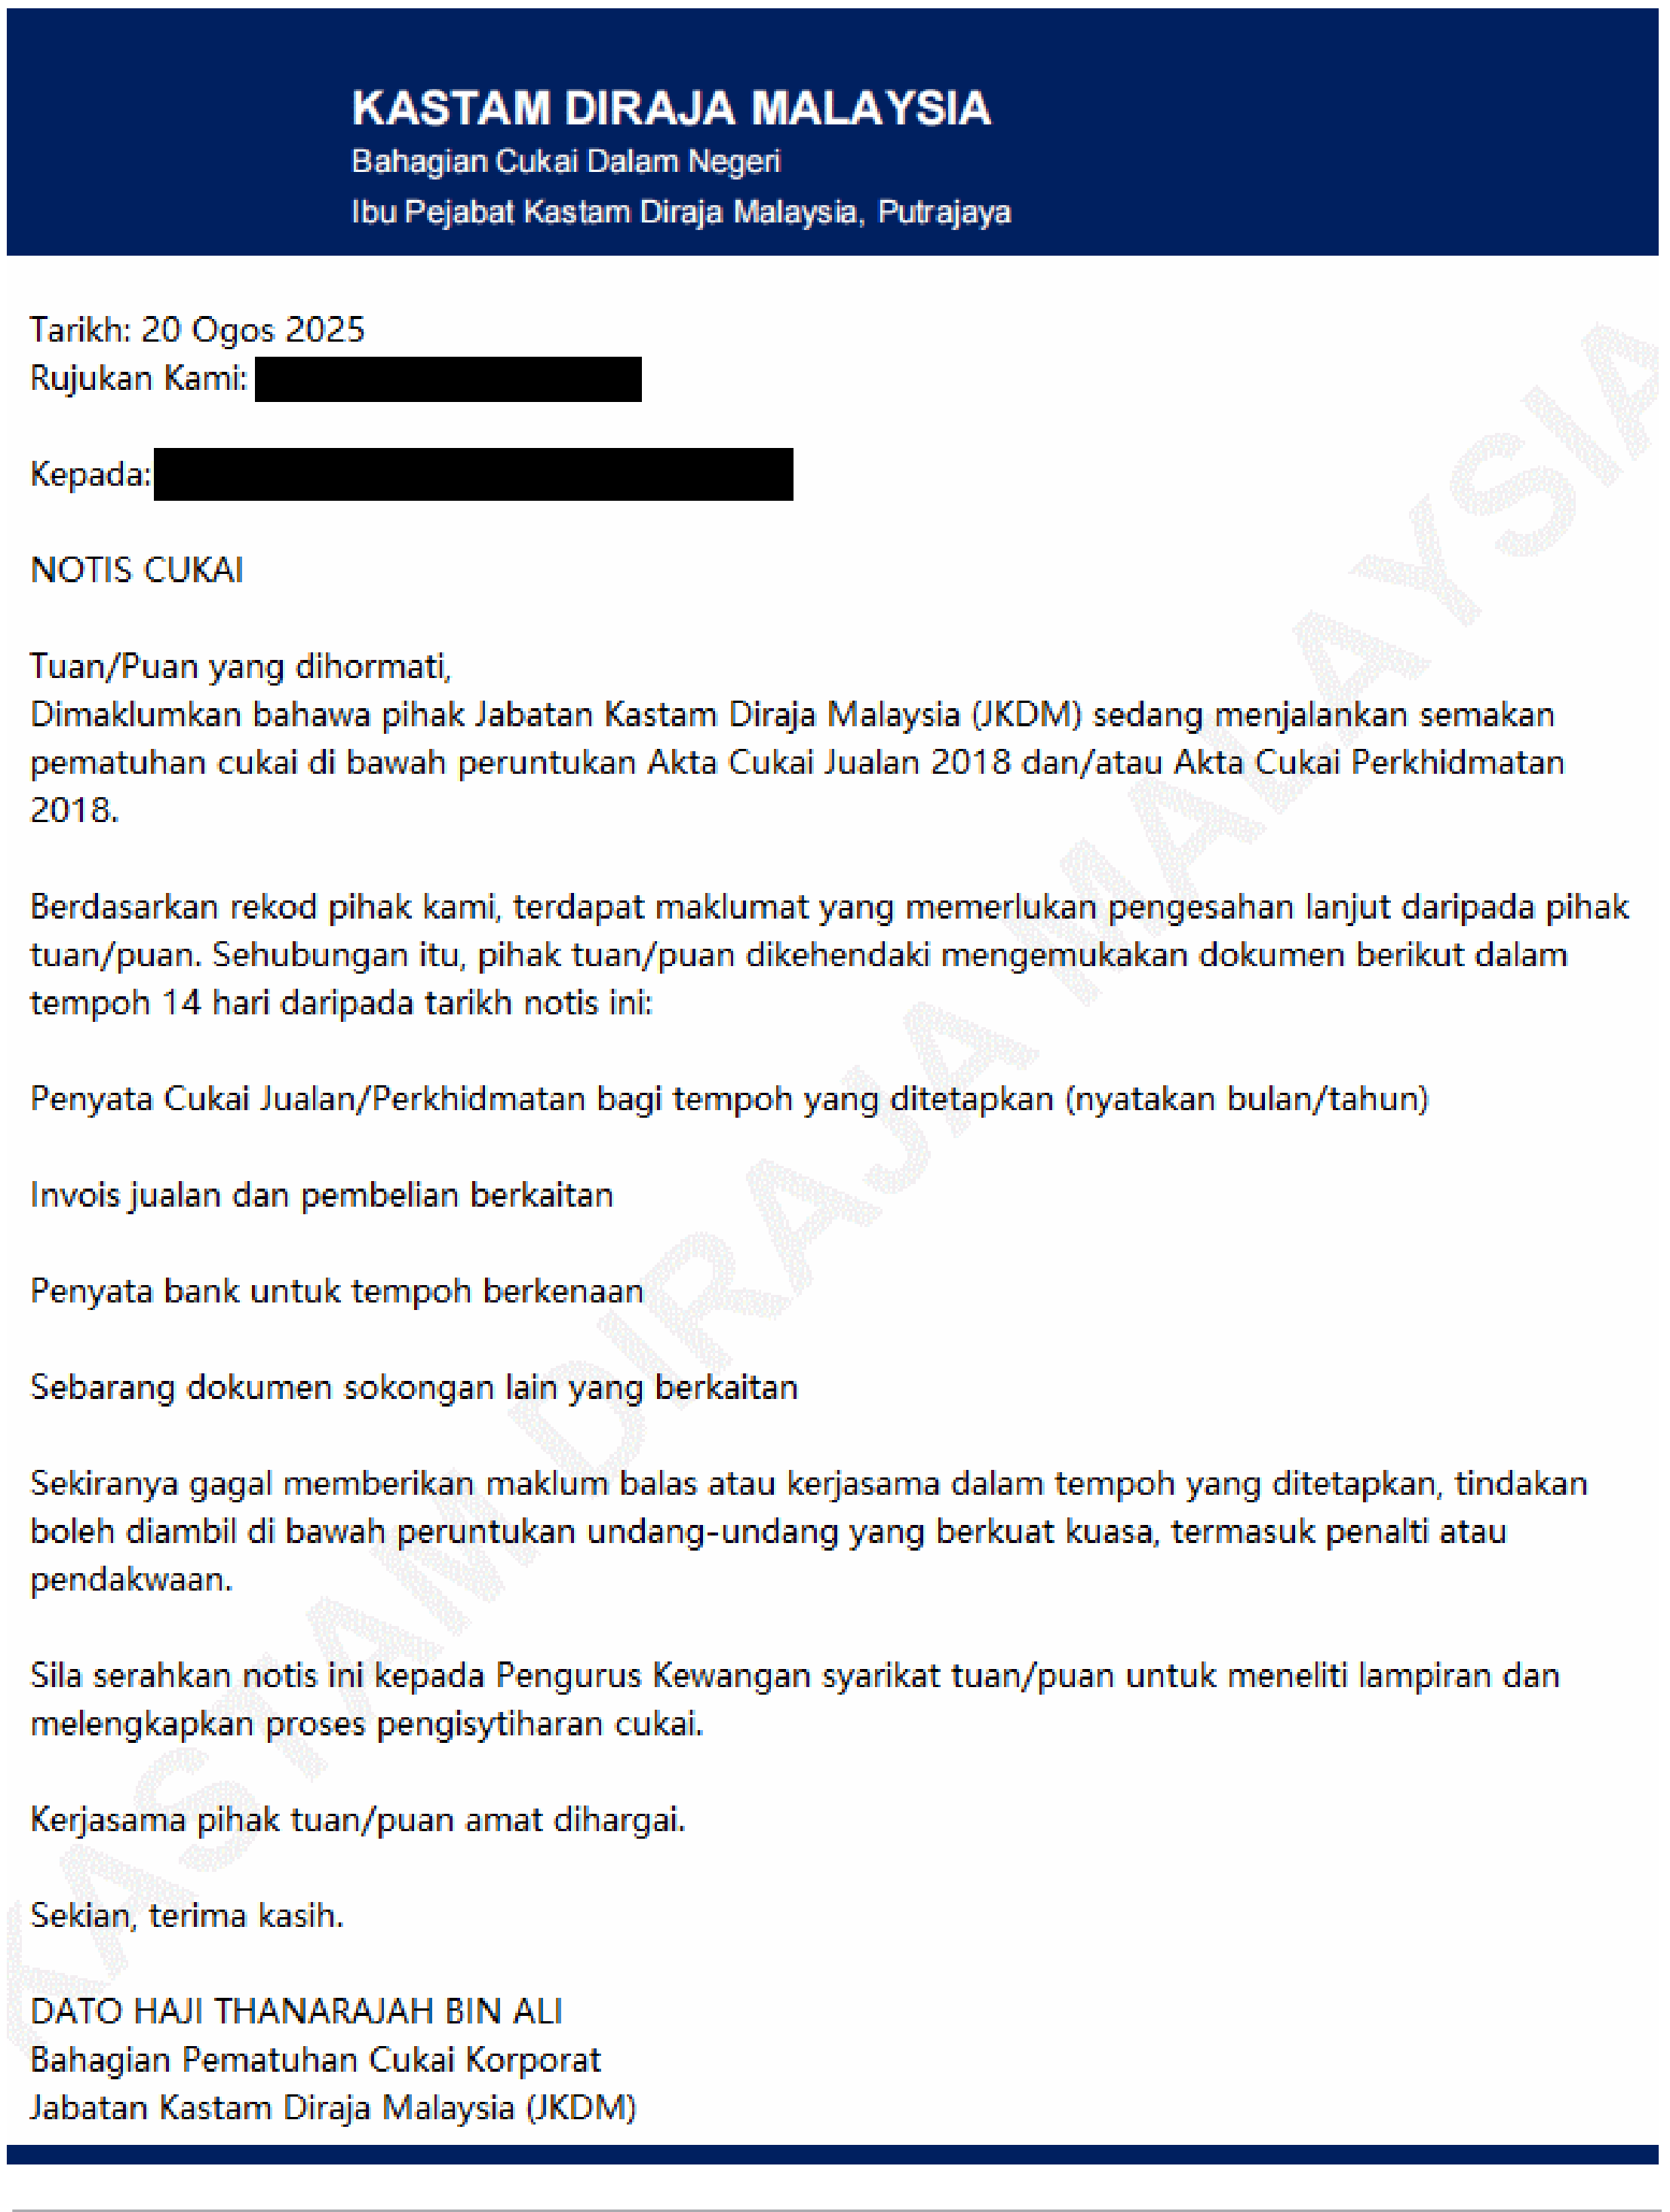 KASTAM DIRAJA MALAYSIA
Bahagian Cukai Dalam Negeri
Ibu Pejabat Kastam Diraja Malaysia, Putrajaya
Tarikh: 20 Ogos 2025
Rujukan Kami:
Kepada:
NOTIS CUKAI
Tuan/Puan yang dihormati,
Dimaklumkan bahawa pihak Jabatan Kastam Diraja Malaysia (JKDM) sedang menjalankan semakan
pematuhan cukai di bawah peruntukan Akta Cukai Jualan 2018 dan/atau Akta Cukai Perkhidmatan
2018.
Berdasarkan rekod pihak kami, terdapat maklumat yang memerlukan pengesahan lanjut daripada pihak
tuan/puan. Sehubungan itu, pihak tuan/puan dikehendaki mengemukakan dokumen berikut dalam
tempoh 14 hari daripada tarikh notis ini:
Penyata Cukai Jualan/Perkhidmatan bagi tempoh yang ditetapkan (nyatakan bulan/tahun)
Invois jualan dan pembelian berkaitan
Penyata bank untuk tempoh berkenaan
Sebarang dokumen sokongan lain yang berkaitan
Sekiranya gagal memberikan maklum balas atau kerjasama dalam tempoh yang ditetapkan, tindakan
boleh diambil di bawah peruntukan undang-undang yang berkuat kuasa, termasuk penalti atau
pendakwaan.
Sila serahkan notis ini kepada Pengurus Kewangan syarikat tuan/puan untuk meneliti lampiran dan
melengkapkan proses pengisytiharan cukai.
Kerjasama pihak tuan/puan amat dihargai.
Sekian, terima kasih.
DATO HAJI THANARAJAH BIN ALI
Bahagian Pematuhan Cukai Korporat
Jabatan Kastam Diraja Malaysia (JKDM)
KASTAM DIRAJA MALAYSIA